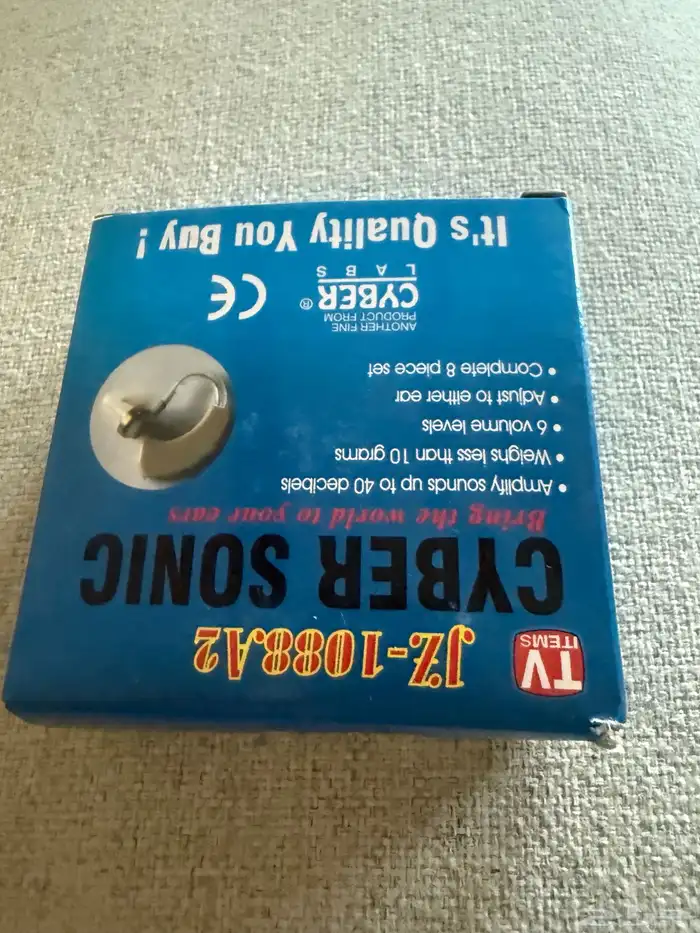 TV
ITEMS
JZ-1088A2
CYBER SONIC
Bring the world to your ears
• Amplify sounds up to 40 decibels
• Weighs less than 10 grams
• 6 volume levels
• Adjust to either ear
• Complete 8 piece set
ANOTHER FINE
PRODUCT FROM
CYBER®
LABS
CE
It's Quality You Buy !